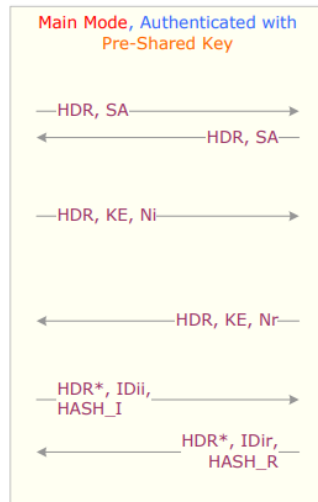 Main Mode, Authenticated with
Pre-Shared Key
HDR, SA
HDR, SA
HDR, KE, Ni
HDR, KE, Nr
HDR*, IDii,
HASH_I
HDR*, IDir,
HASH_R